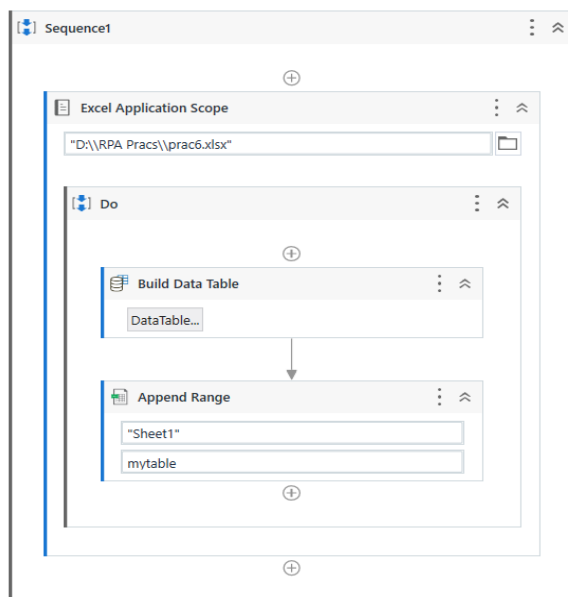 Sequence1
Excel Application Scope
"D:\\RPA Pracs\\prac6.xlsx"
Do
Build Data Table
DataTable...
Append Range
"Sheet1"
mytable